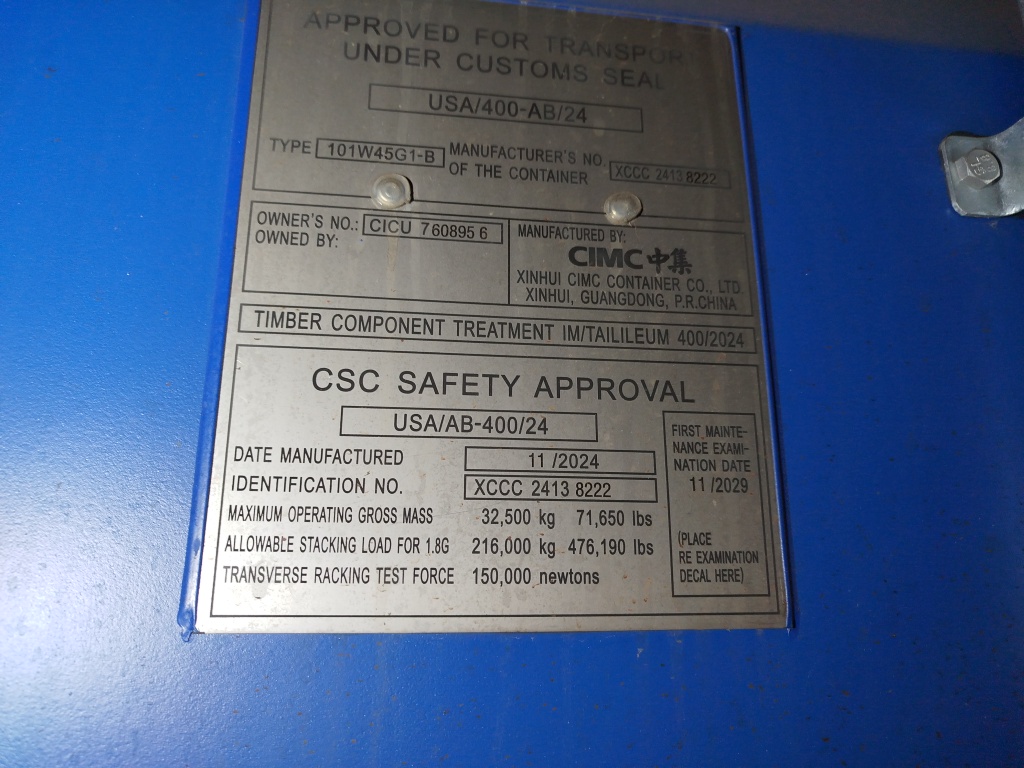 APPROVED FOR TRANSPOR
UNDER CUSTOMS SEAL
USA/400-AB/24
TYPE 101W45G1-B MANUFACTURER'S NO. OF THE CONTAINER XCCC 2413 8222
OWNER'S NO.: CICU 760895 6
OWNED BY:
MANUFACTURED BY:
CIMC中集
XINHUI CIMC CONTAINER CO., LTD
XINHUI, GUANGDONG, P.R.CHINA
TIMBER COMPONENT TREATMENT IM/TAILILEUM 400/2024
CSC SAFETY APPROVAL
USA/AB-400/24
DATE MANUFACTURED 11 /2024
IDENTIFICATION NO. XCCC 2413 8222
MAXIMUM OPERATING GROSS MASS 32,500 kg 71,650 lbs
ALLOWABLE STACKING LOAD FOR 1.8G 216,000 kg 476,190 lbs
TRANSVERSE RACKING TEST FORCE 150,000 newtons
FIRST MAINTE-
NANCE EXAMI-
NATION DATE
11 /2029
(PLACE
RE EXAMINATION
DECAL HERE)